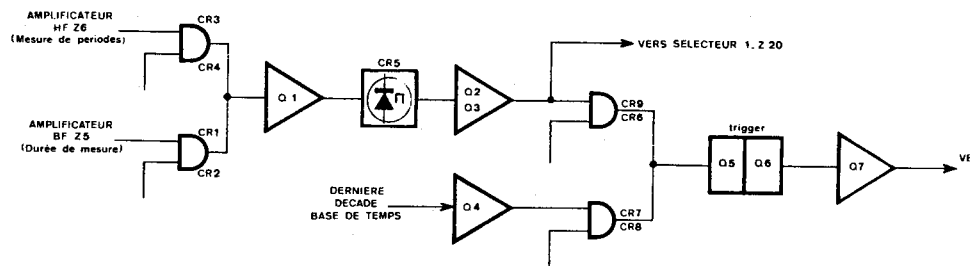 AMPLIFICATEUR
HF Z6
(Mesure de periodes)
CR3
CR4
AMPLIFICATEUR
BF Z5
(Durée de mesure)
CR1
CR2
Q1
CR5
Q2
Q3
VERS SELECTEUR 1, Z 20
CR9
CR6
DERNIERE
DECADE
BASE DE TEMPS
Q4
CR7
CR8
trigger
Q5
Q6
Q7